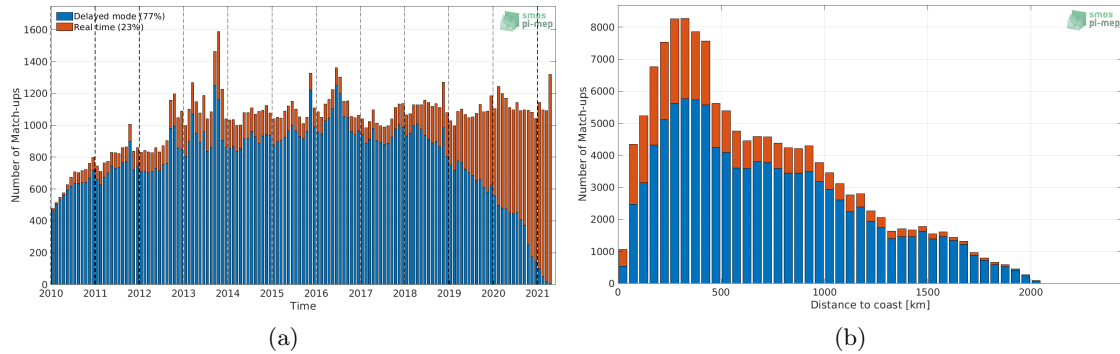 Delayed mode (77%)
Real time (23%)
smos
pi-mep
Number of Match-ups
1600
1400
1200
1000
800
600
400
200
0
2010 2011 2012 2013 2014 2015 2016 2017 2018 2019 2020 2021
Time
(a)
smos
pi-mep
Number of Match-ups
8000
7000
6000
5000
4000
3000
2000
1000
0
0 500 1000 1500 2000
Distance to coast [km]
(b)